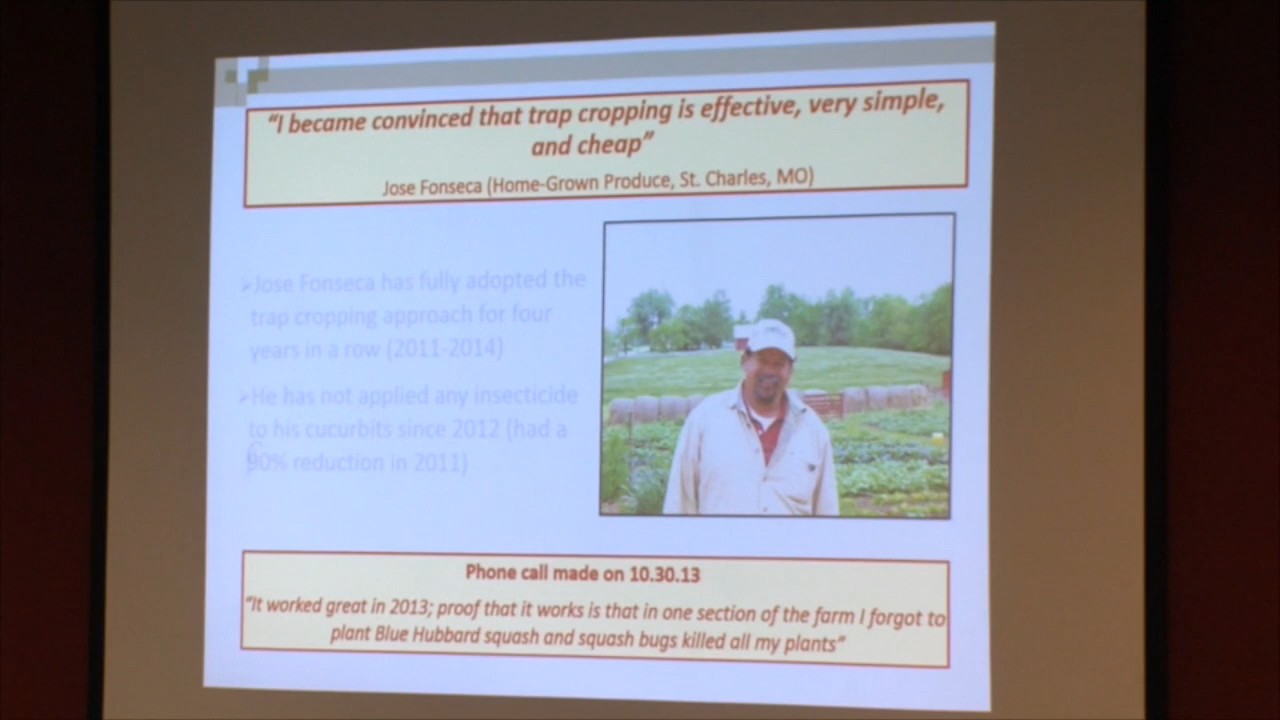 “I became convinced that trap cropping is effective, very simple,
and cheap”
Jose Fonseca (Home-Grown Produce, St. Charles, MO)
➢Jose Fonseca has fully adopted the
trap cropping approach for four
years in a row (2011-2014)
➢He has not applied any insecticide
to his cucurbits since 2012 (had a
90% reduction in 2011)
Phone call made on 10.30.13
“It worked great in 2013; proof that it works is that in one section of the farm I forgot to
plant Blue Hubbard squash and squash bugs killed all my plants”